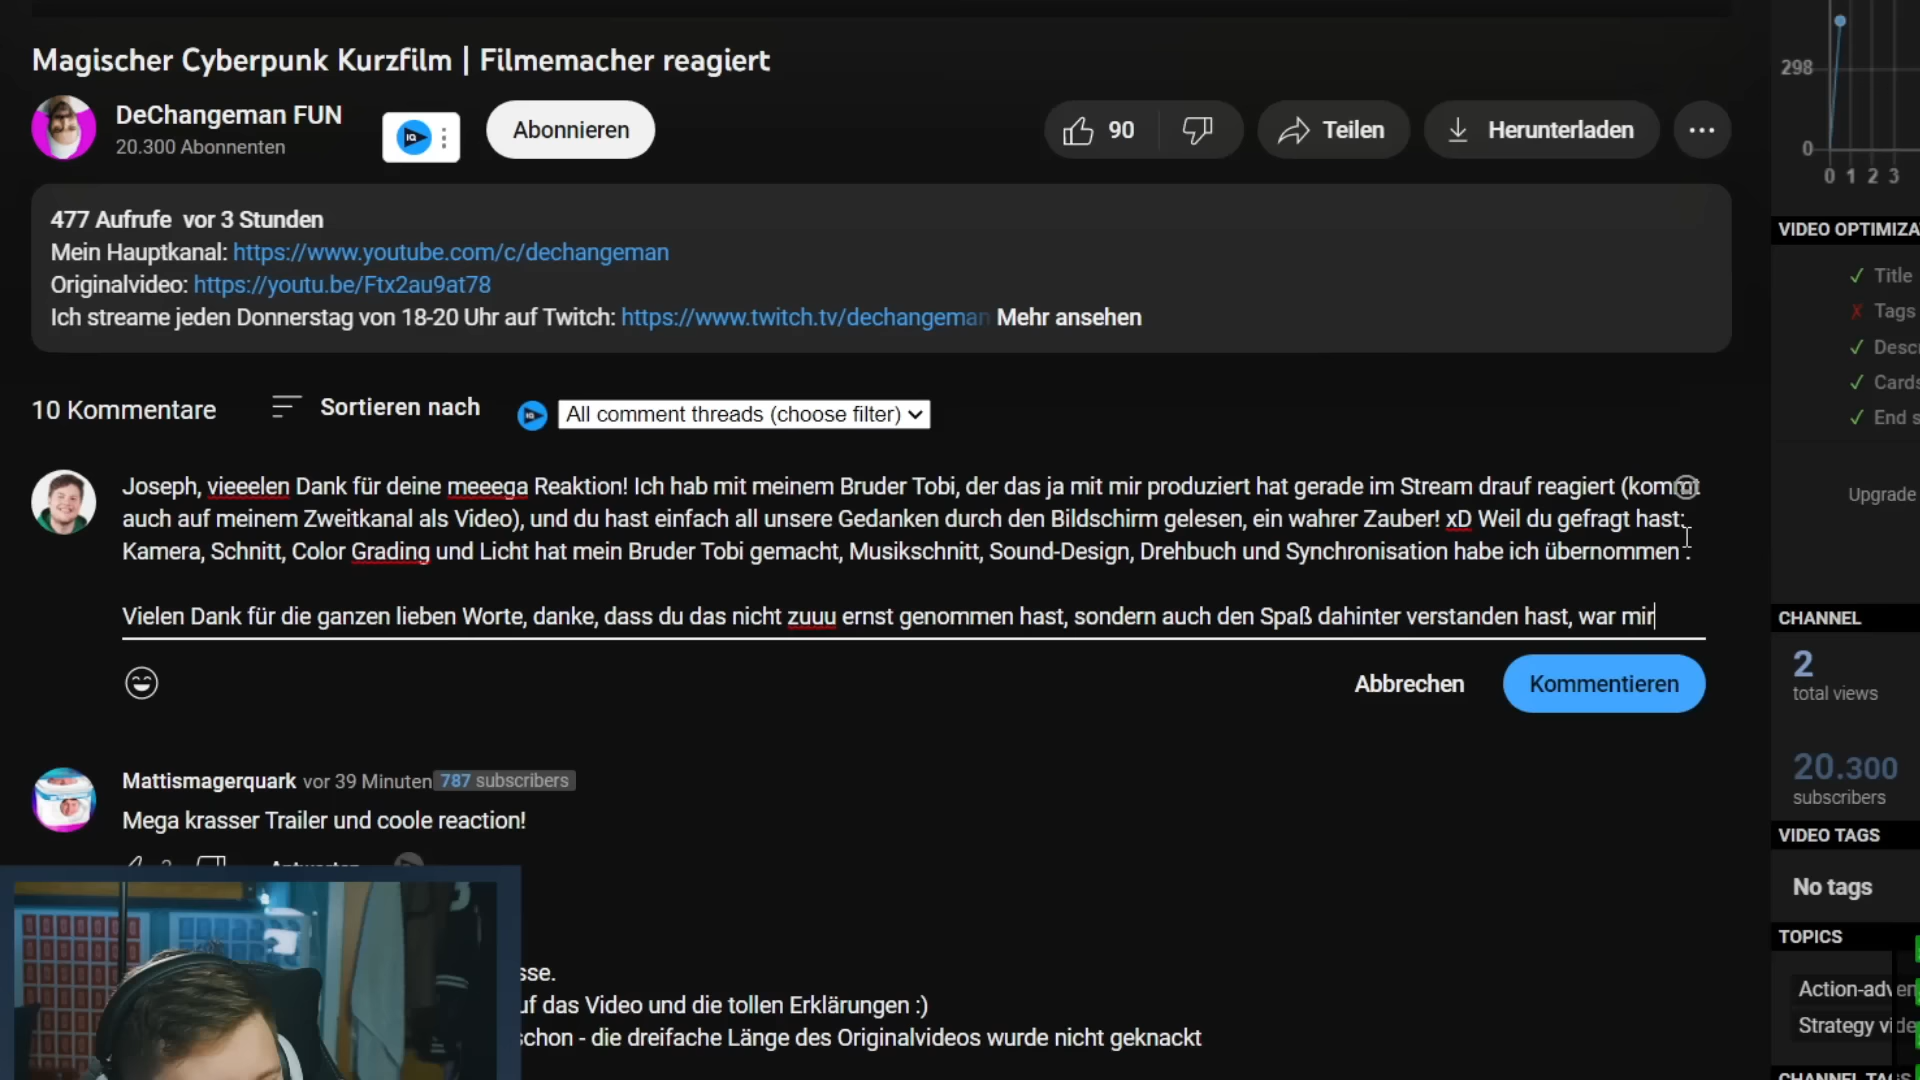 Magischer Cyberpunk Kurzfilm | Filmemacher reagiert
DeChangeman FUN
20.300 Abonnenten
IQ
Abonnieren
90
Teilen
Herunterladen
477 Aufrufe vor 3 Stunden
Mein Hauptkanal: https://www.youtube.com/c/dechangeman
Originalvideo: https://youtu.be/Ftx2au9at78
Ich streame jeden Donnerstag von 18-20 Uhr auf Twitch: https://www.twitch.tv/dechangeman Mehr ansehen
10 Kommentare
Sortieren nach
All comment threads (choose filter)
Joseph, vieeelen Dank für deine meeega Reaktion! Ich hab mit meinem Bruder Tobi, der das ja mit mir produziert hat gerade im Stream drauf reagiert (kommt
auch auf meinem Zweitkanal als Video), und du hast einfach all unsere Gedanken durch den Bildschirm gelesen, ein wahrer Zauber! xD Weil du gefragt hast:
Kamera, Schnitt, Color Grading und Licht hat mein Bruder Tobi gemacht, Musikschnitt, Sound-Design, Drehbuch und Synchronisation habe ich übernommen .
Vielen Dank für die ganzen lieben Worte, danke, dass du das nicht zuuu ernst genommen hast, sondern auch den Spaß dahinter verstanden hast, war mir
Abbrechen
Kommentieren
Mattismagerquark vor 39 Minuten 787 subscribers
Mega krasser Trailer und coole reaction!
sse.
uf das Video und die tollen Erklärungen :)
schon - die dreifache Länge des Originalvideos wurde nicht geknackt
298
0
0 1 2 3
VIDEO OPTIMIZA
Title
Tags
Descr
Cards
End s
Upgrade
CHANNEL
2
total views
20.300
subscribers
VIDEO TAGS
No tags
TOPICS
Action-adven
Strategy vide
CHANNEL TAGS